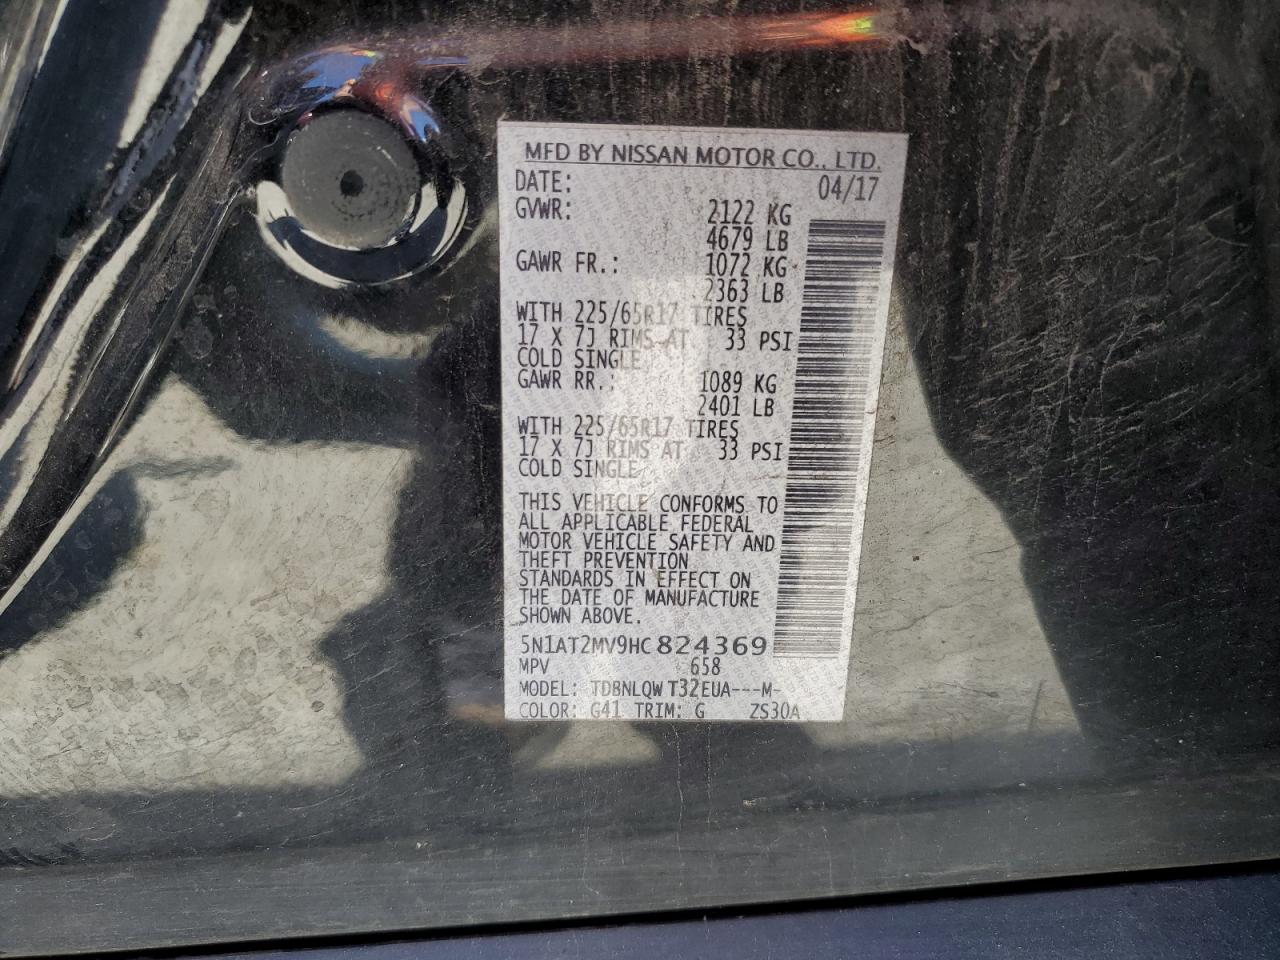 MFD BY NISSAN MOTOR CO., LTD.
DATE: 04/17
GVWR: 2122 KG
4679 LB
GAWR FR.: 1072 KG
2363 LB
WITH 225/65R17 TIRES
17 X 7J RIMS AT 33 PSI
COLD SINGLE
GAWR RR.: 1089 KG
2401 LB
WITH 225/65R17 TIRES
17 X 7J RIMS AT 33 PSI
COLD SINGLE
THIS VEHICLE CONFORMS TO
ALL APPLICABLE FEDERAL
MOTOR VEHICLE SAFETY AND
THEFT PREVENTION
STANDARDS IN EFFECT ON
THE DATE OF MANUFACTURE
SHOWN ABOVE.
5N1AT2MV9HC824369
MPV 658
MODEL: TDBNLQW T32EUA---M-
COLOR: G41 TRIM: G ZS30A